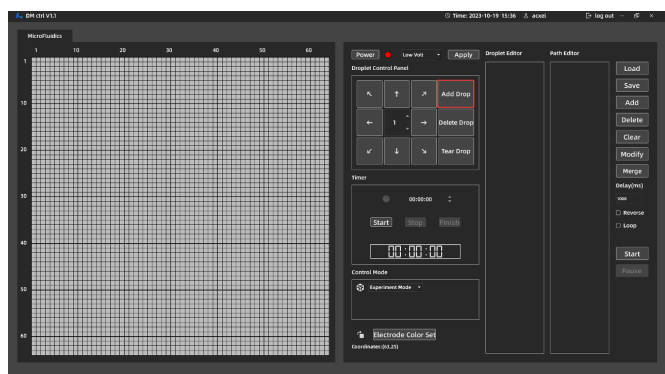 DM ctrl V1.1
Time: 2023-10-19 15:36
acxel
log out
MicroFluidics
1 10 20 30 40 50 60
1
10
20
30
40
50
60
Power
Low Volt
Apply
Droplet Control Panel
Add Drop
1
Delete Drop
Tear Drop
Timer
00:00:00
Start
Stop
Finish
00:00:00
Control Mode
Experiment Mode
Electrode Color Set
Coordinates:(63,25)
Droplet Editor
Path Editor
Load
Save
Add
Delete
Clear
Modify
Merge
Delay(ms)
1000
Reverse
Loop
Start
Pause